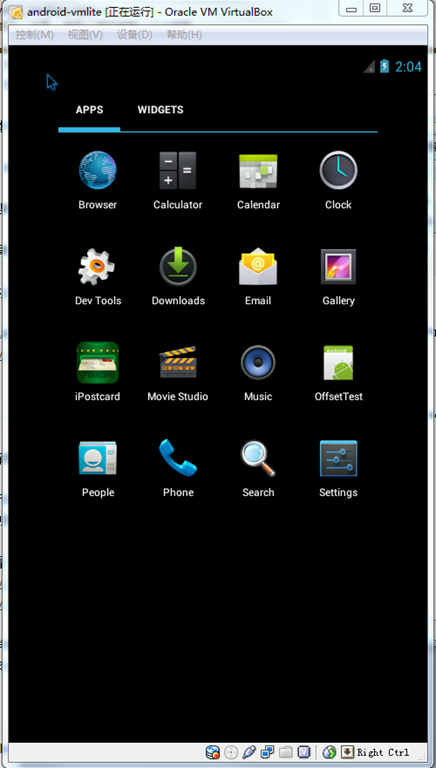 android-vmlite [正在运行] - Oracle VM VirtualBox
控制(M) 视图(V) 设备(D) 帮助(H)
2:04
APPS WIDGETS
Browser Calculator Calendar Clock
Dev Tools Downloads Email Gallery
iPostcard Movie Studio Music OffsetTest
People Phone Search Settings
Right Ctrl